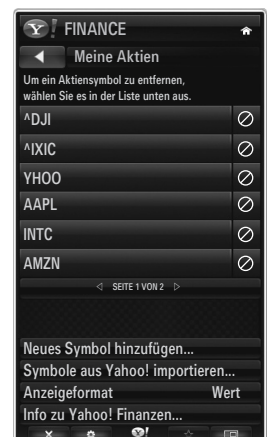 Y! FINANCE
Meine Aktien
Um ein Aktiensymbol zu entfernen,
wählen Sie es in der Liste unten aus.
^DJI
^IXIC
YHOO
AAPL
INTC
AMZN
SEITE 1 VON 2
Neues Symbol hinzufügen...
Symbole aus Yahoo! importieren...
Anzeigeformat Wert
Info zu Yahoo! Finanzen...
Y!